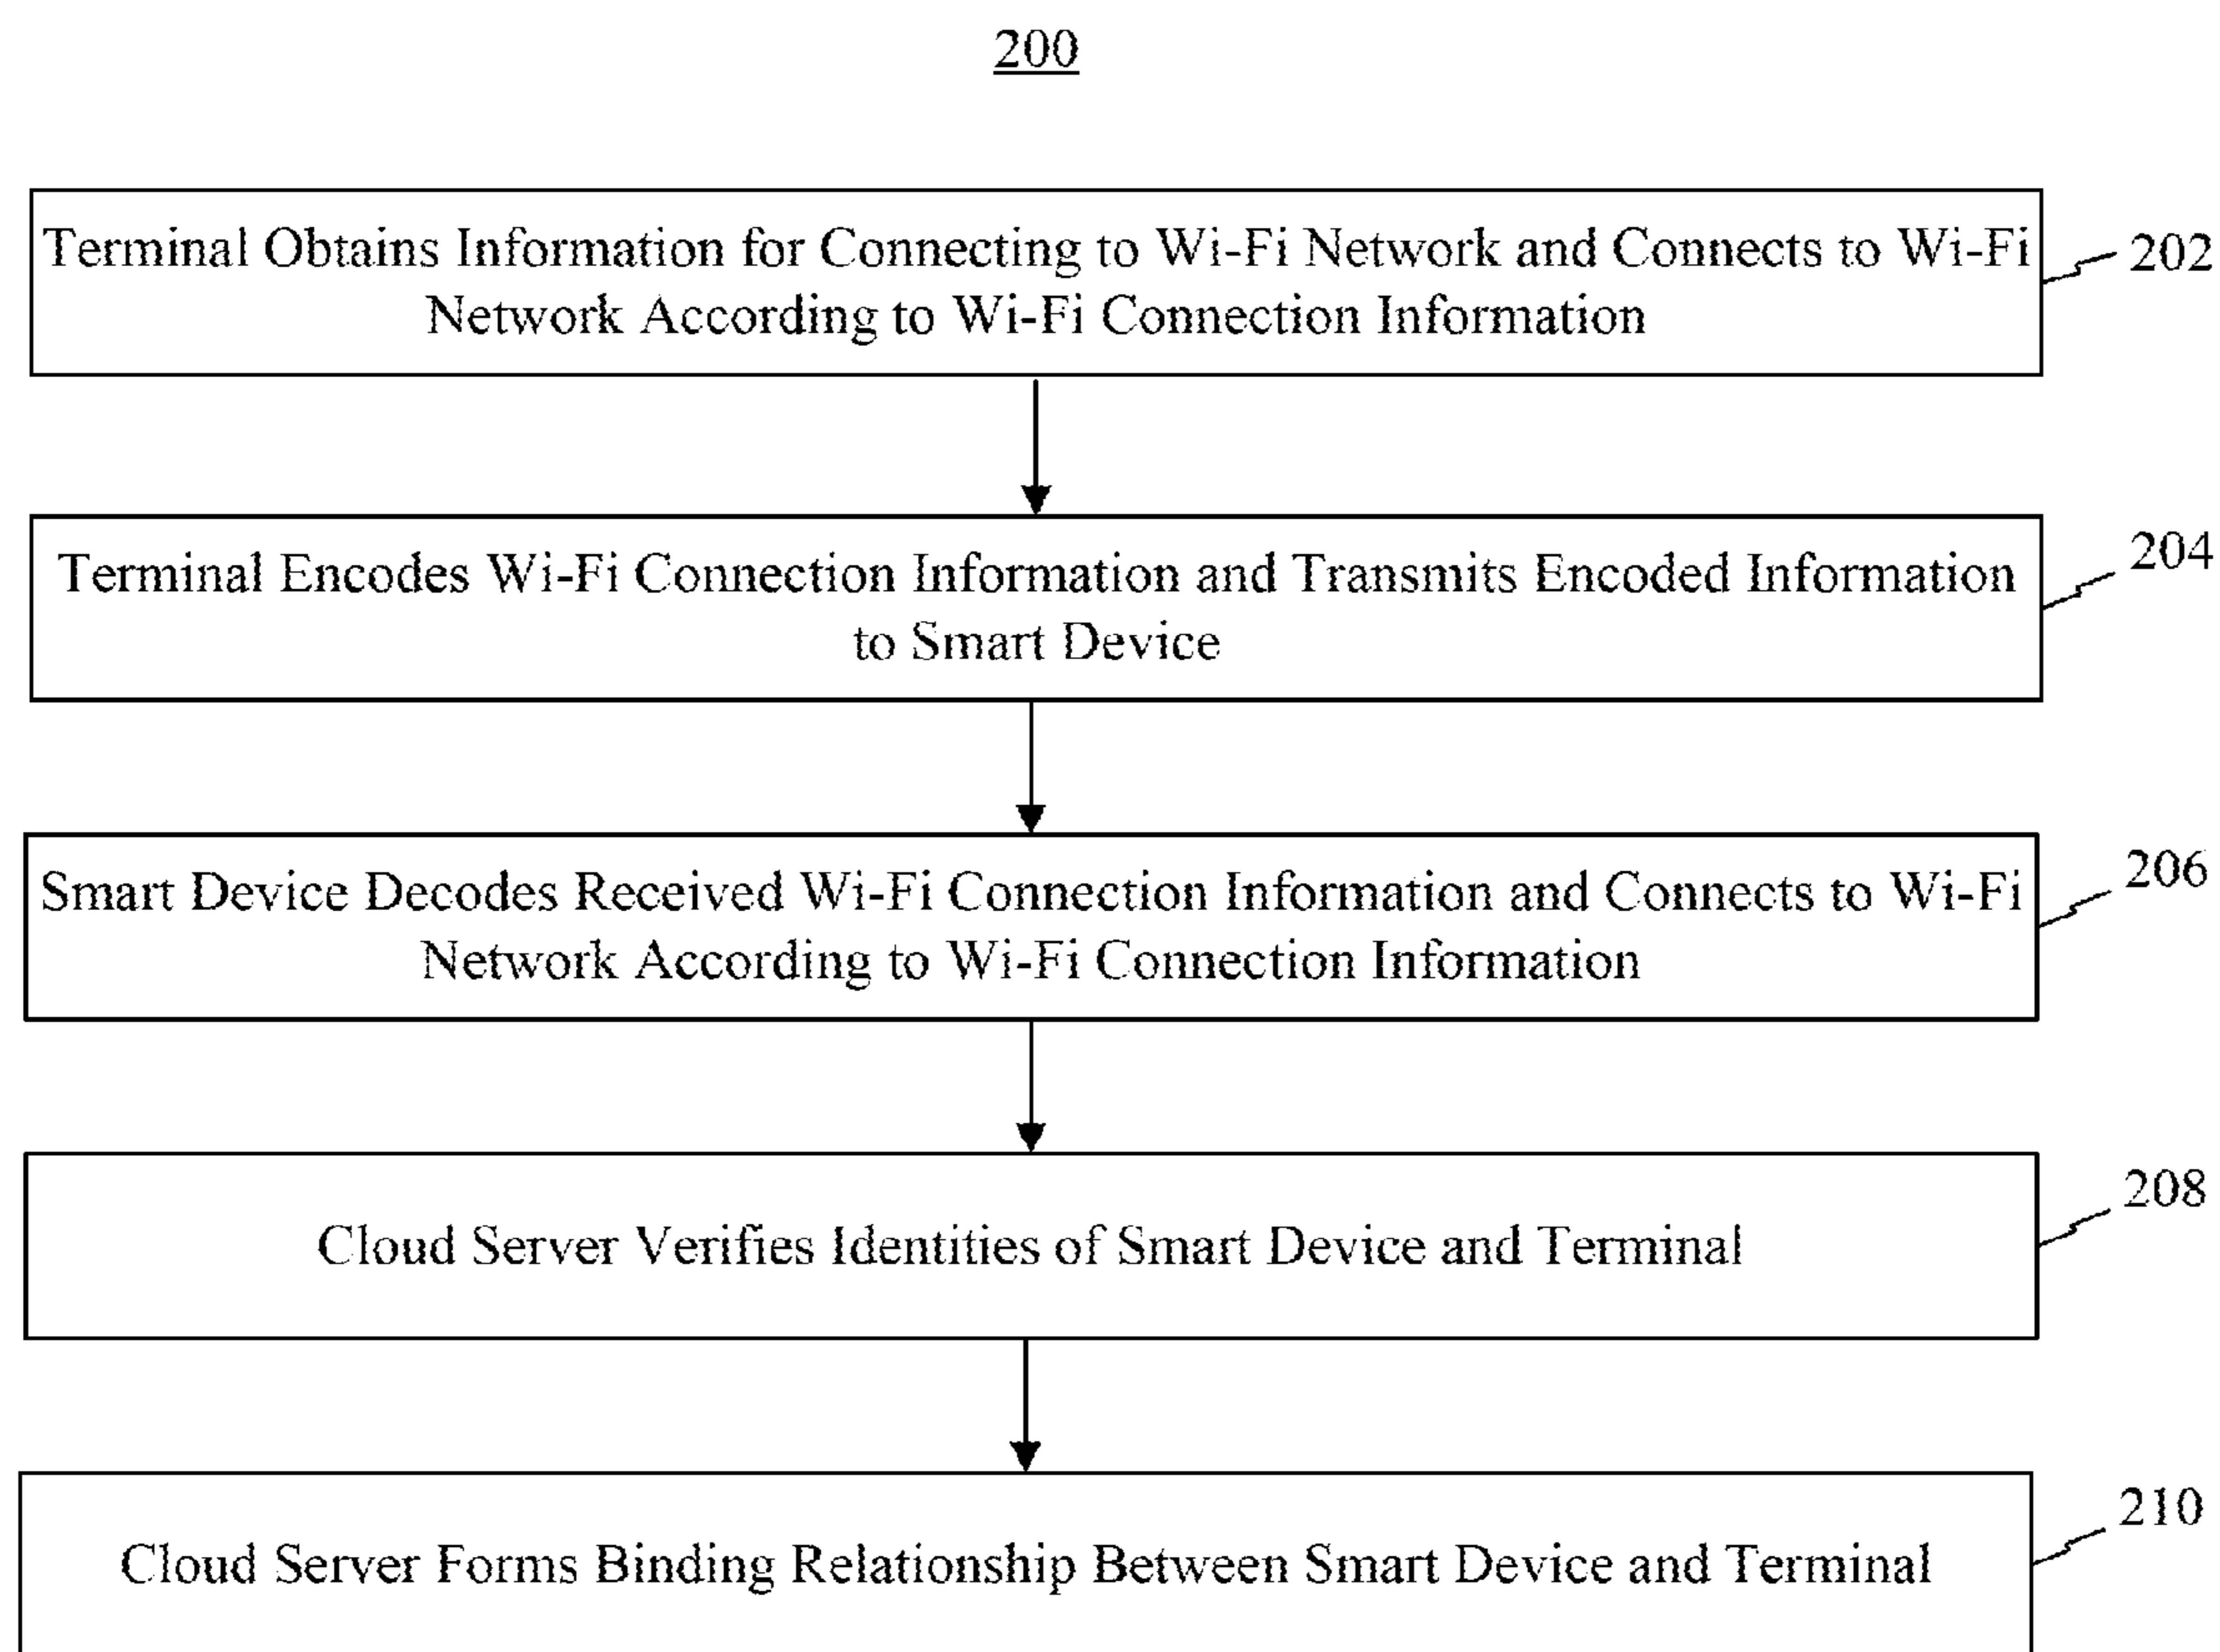 200
Terminal Obtains Information for Connecting to Wi-Fi Network and Connects to Wi-Fi
Network According to Wi-Fi Connection Information
202
Terminal Encodes Wi-Fi Connection Information and Transmits Encoded Information
to Smart Device
204
Smart Device Decodes Received Wi-Fi Connection Information and Connects to Wi-Fi
Network According to Wi-Fi Connection Information
206
Cloud Server Verifies Identities of Smart Device and Terminal
208
Cloud Server Forms Binding Relationship Between Smart Device and Terminal
210